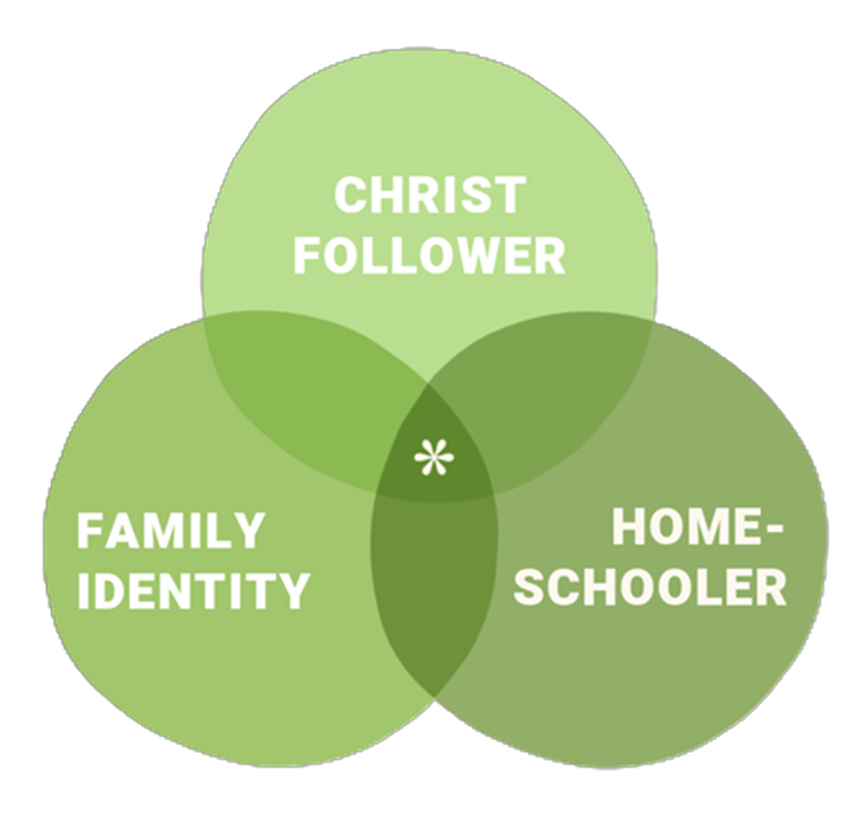 CHRIST
FOLLOWER
*
FAMILY
IDENTITY
HOME-
SCHOOLER